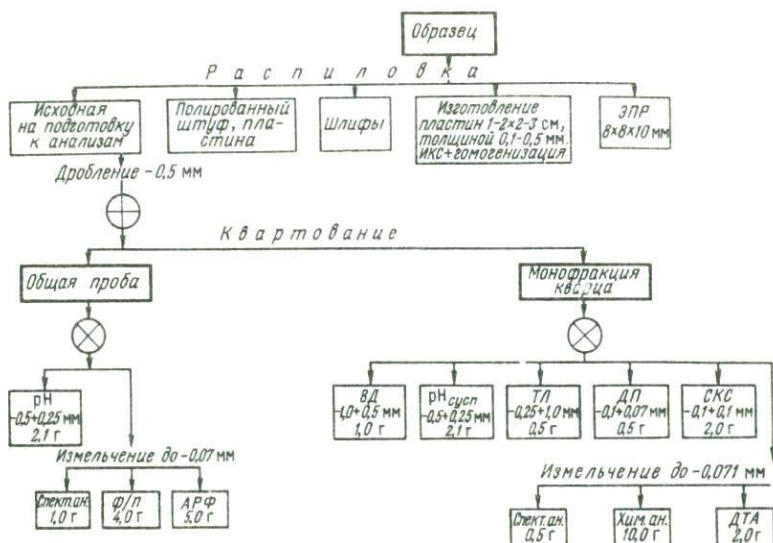 Образец
Распиловка
Исходная
на подготовку
к анализам
Полированный
штуф, пла-
стина
Шлифы
Изготовление
пластин 1-2×2-3 см,
толщиной 0,1-0,5 мм.
ИКС+гомогенизация
ЭПР
8×8×10 мм
Дробление -0,5 мм
Квартование
Общая проба
Монофракция
кварца
рН
-0,5+0,25 мм
2,1 г
ВД
-1,0+0,5 мм
1,0 г
рНсусп
-0,5+0,25 мм
2,1 г
ТЛ
-0,25+1,0 мм
0,5 г
ДП
-0,1+0,07 мм
0,5 г
СКС
-0,1+0,1 мм
2,0 г
Измельчение до -0,07 мм
Спект.ан.
1,0 г
Ф/П
4,0 г
АРФ
5,0 г
Измельчение до -0,071 мм
Спект.ан.
0,5 г
Хим.ан.
10,0 г
ДТА
2,0 г